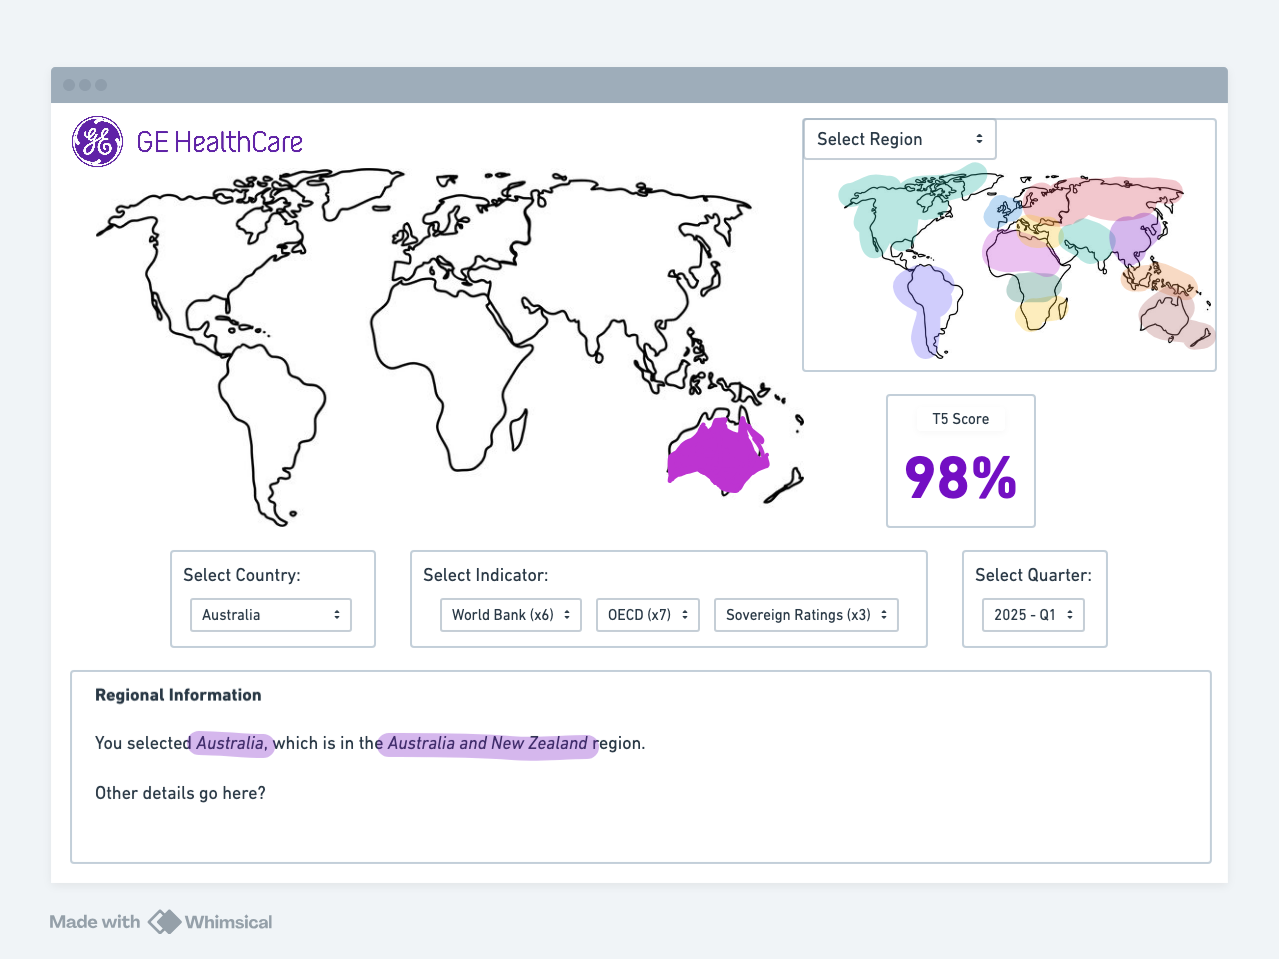 GE HealthCare
Select Region
T5 Score
98%
Select Country:
Australia
Select Indicator:
World Bank (x6)
OECD (x7)
Sovereign Ratings (x3)
Select Quarter:
2025 - Q1
Regional Information
You selected Australia, which is in the Australia and New Zealand region.
Other details go here?
Made with Whimsical